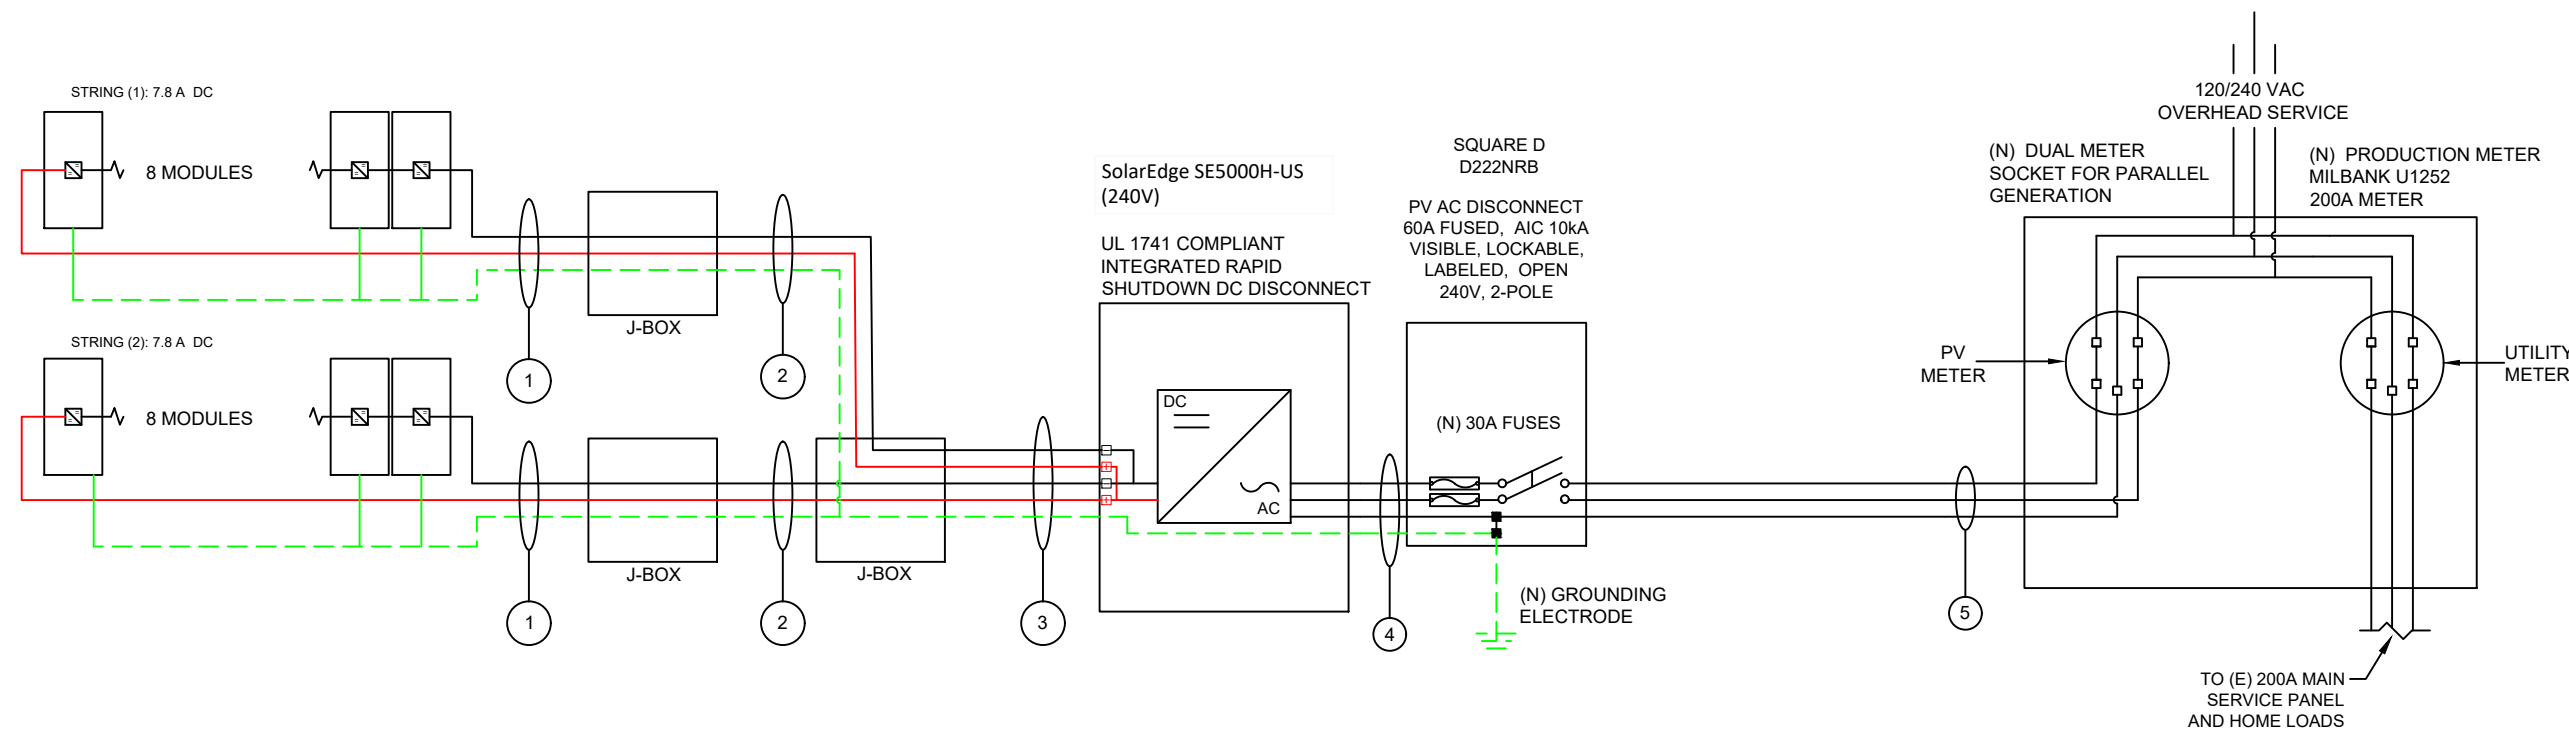 STRING (1): 7.8 A  DC
8 MODULES
J-BOX
1
2
STRING (2): 7.8 A  DC
8 MODULES
J-BOX
J-BOX
1
2
3
SolarEdge SE5000H-US
(240V)
UL 1741 COMPLIANT
INTEGRATED RAPID
SHUTDOWN DC DISCONNECT
DC
AC
SQUARE D
D222NRB
PV AC DISCONNECT
60A FUSED,  AIC 10kA
VISIBLE, LOCKABLE,
LABELED,  OPEN
240V, 2-POLE
(N) 30A FUSES
4
(N) GROUNDING
ELECTRODE
5
120/240 VAC
OVERHEAD SERVICE
(N)  DUAL METER
SOCKET FOR PARALLEL
GENERATION
(N)  PRODUCTION METER
MILBANK U1252
200A METER
PV
METER
UTILITY
METER
TO (E) 200A MAIN
SERVICE PANEL
AND HOME LOADS